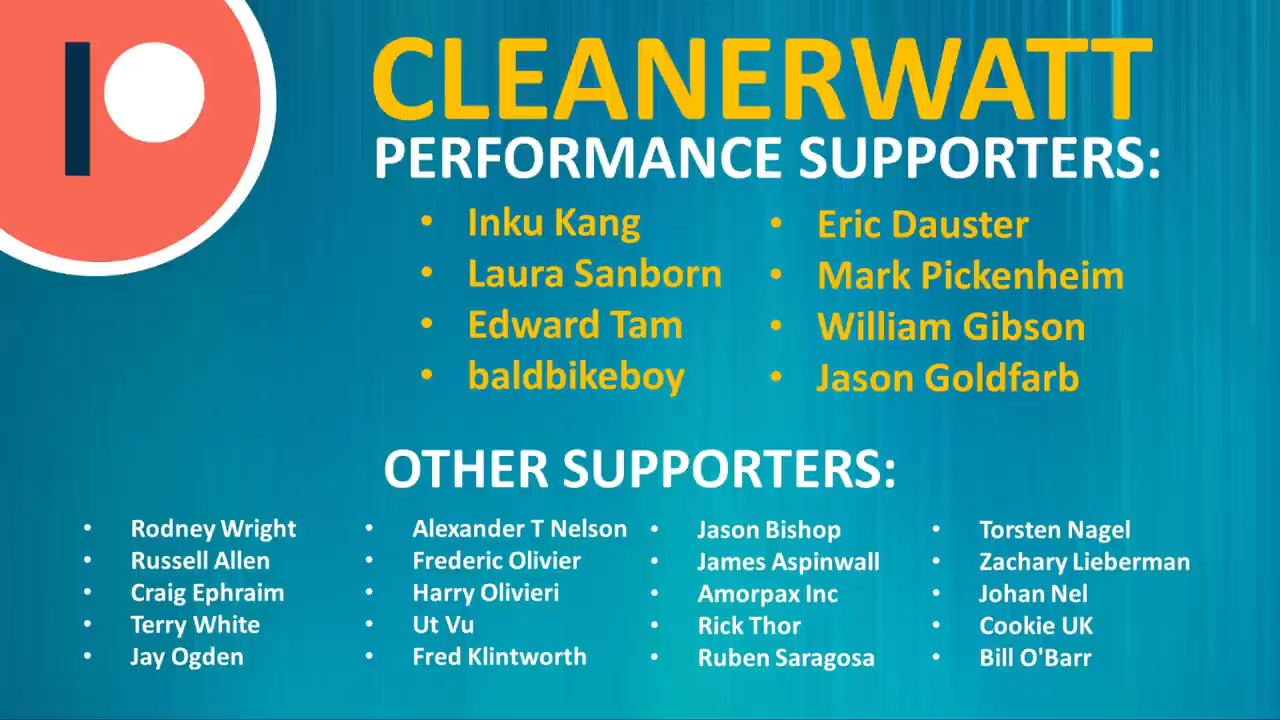 CLEANERWATT
PERFORMANCE SUPPORTERS:
• Inku Kang
• Laura Sanborn
• Edward Tam
• baldbikeboy
• Eric Dauster
• Mark Pickenheim
• William Gibson
• Jason Goldfarb
OTHER SUPPORTERS:
• Rodney Wright
• Russell Allen
• Craig Ephraim
• Terry White
• Jay Ogden
• Alexander T Nelson
• Frederic Olivier
• Harry Olivieri
• Ut Vu
• Fred Klintworth
• Jason Bishop
• James Aspinwall
• Amorpax Inc
• Rick Thor
• Ruben Saragosa
• Torsten Nagel
• Zachary Lieberman
• Johan Nel
• Cookie UK
• Bill O'Barr